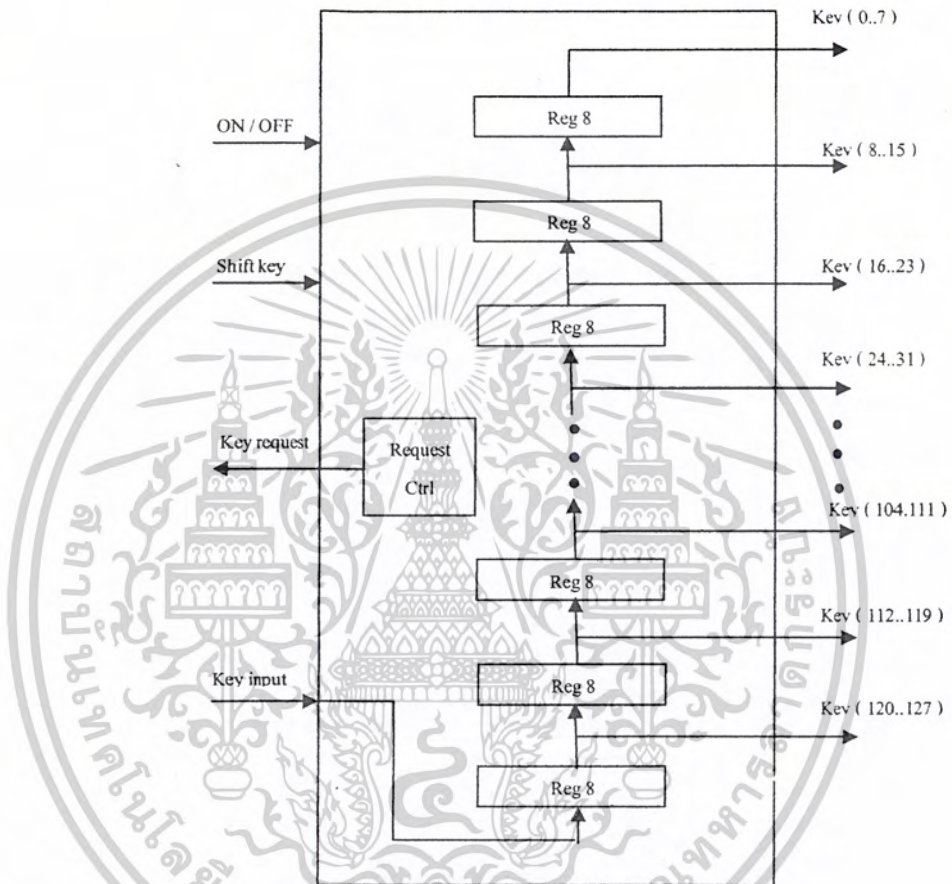 Kev ( 0..7 )
Reg 8
ON / OFF
Kev ( 8..15 )
Reg 8
Shift key
Kev ( 16..23 )
Reg 8
Kev ( 24..31 )
Key request
Request
Ctrl
Kev ( 104.111 )
Reg 8
Kev ( 112..119 )
Key input
Reg 8
Kev ( 120..127 )
Reg 8